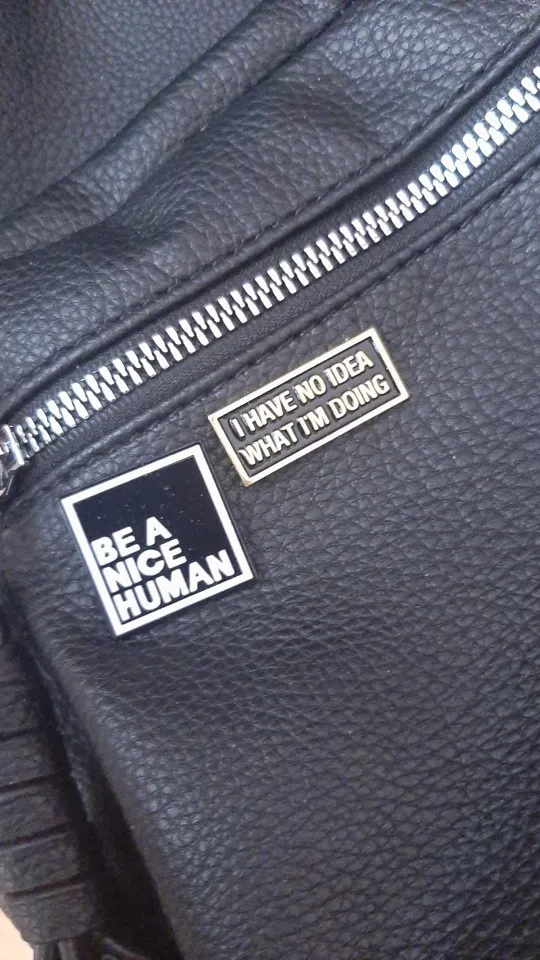 I HAVE NO IDEA
WHAT I'M DOING
BE A
NICE
HUMAN